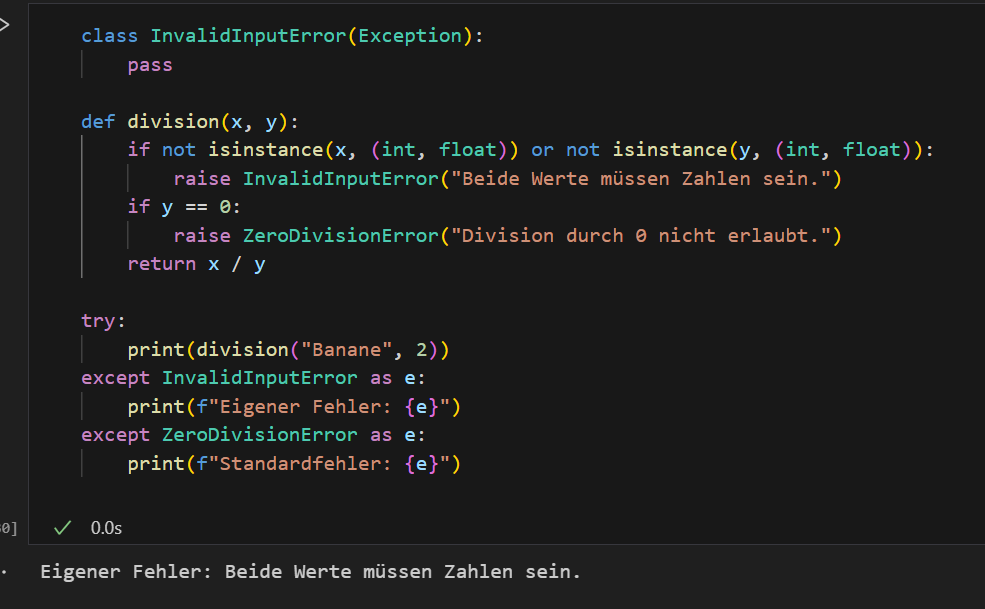 class InvalidInputError(Exception):
    pass

def division(x, y):
    if not isinstance(x, (int, float)) or not isinstance(y, (int, float)):
        raise InvalidInputError("Beide Werte müssen Zahlen sein.")
    if y == 0:
        raise ZeroDivisionError("Division durch 0 nicht erlaubt.")
    return x / y

try:
    print(division("Banane", 2))
except InvalidInputError as e:
    print(f"Eigener Fehler: {e}")
except ZeroDivisionError as e:
    print(f"Standardfehler: {e}")
0.0s
Eigener Fehler: Beide Werte müssen Zahlen sein.